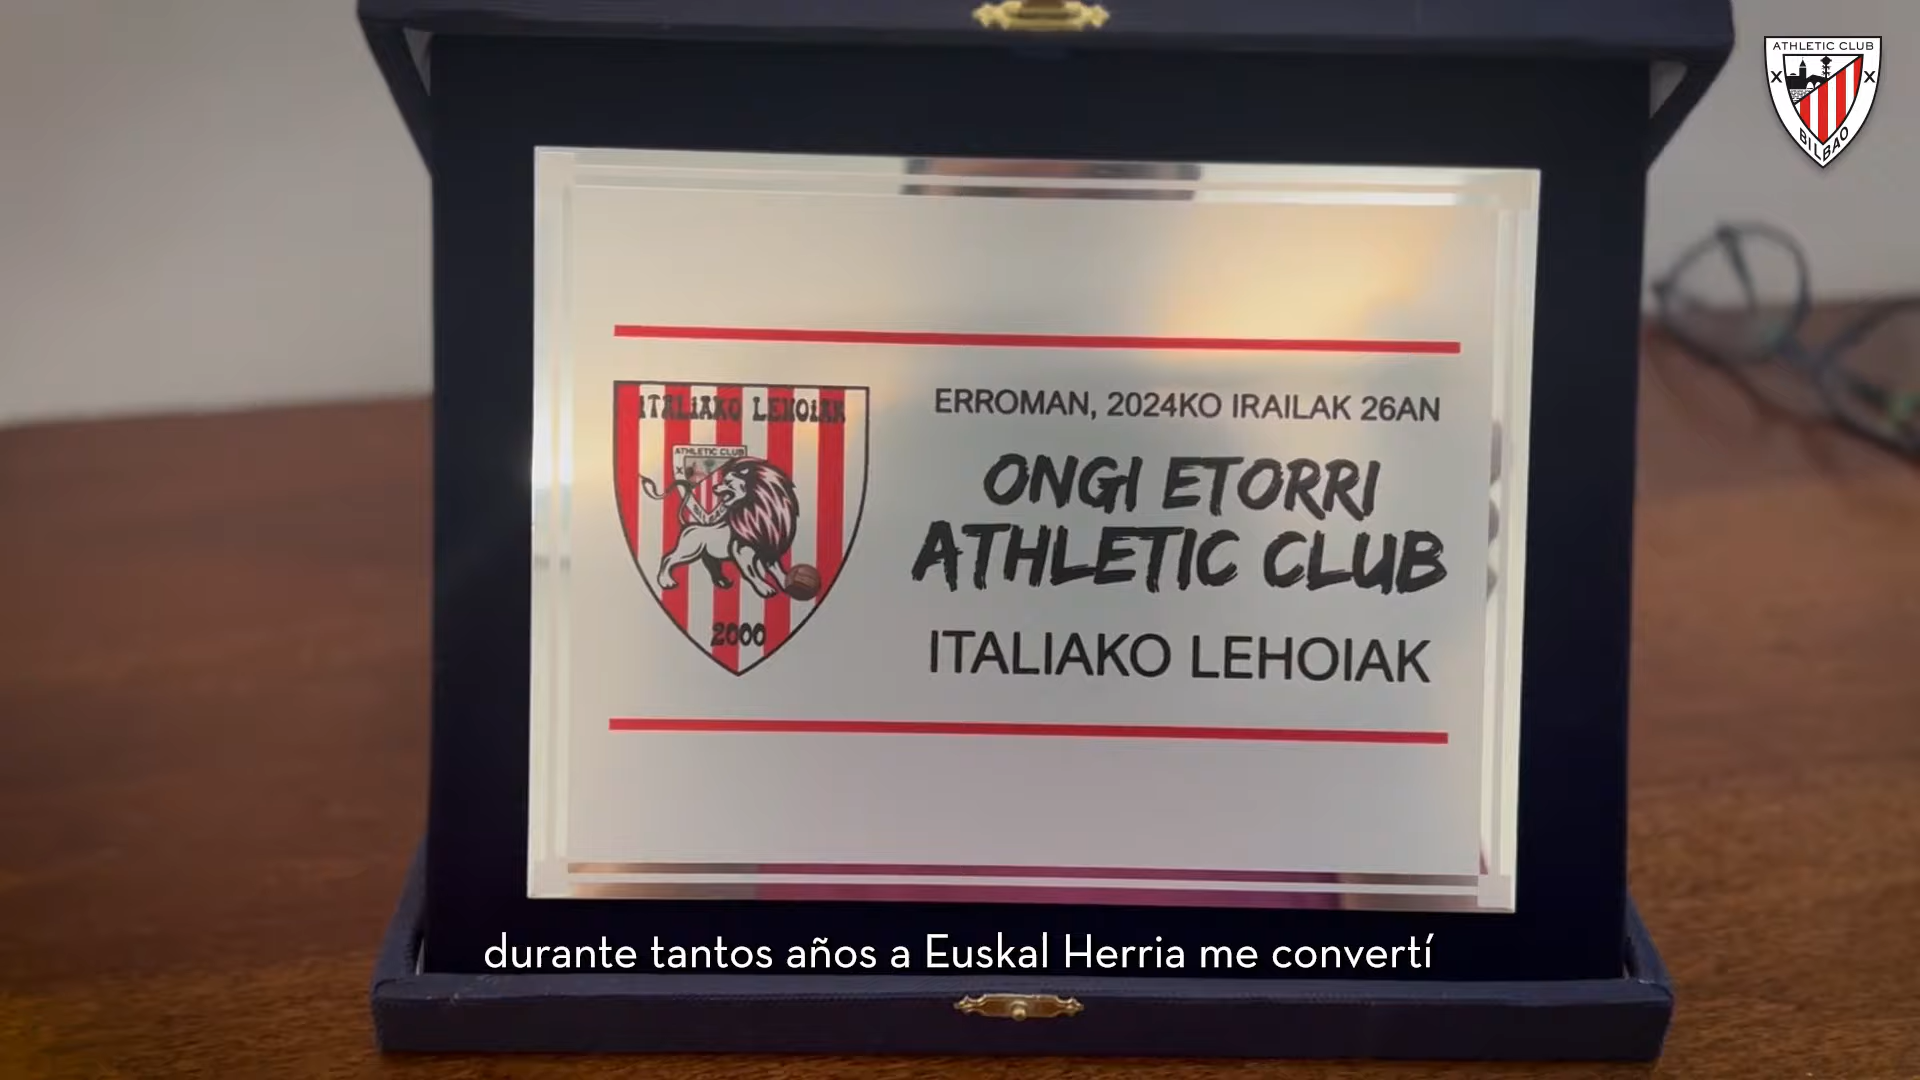 ATHLETIC CLUB
X X
BILBAO
ITALIAKO LEHOIAK
ATHLETIC CLUB
X
BILBAO
2000
ERROMAN, 2024KO IRAILAK 26AN
ONGI ETORRI
ATHLETIC CLUB
ITALIAKO LEHOIAK
durante tantos años a Euskal Herria me convertí